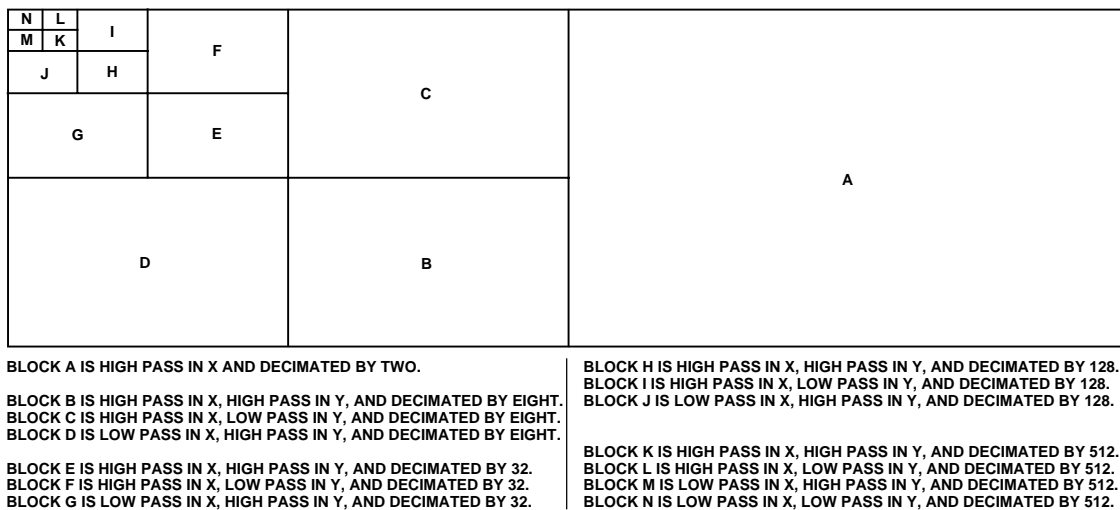 N L I F C A
M K
J H
G E
D B
BLOCK A IS HIGH PASS IN X AND DECIMATED BY TWO.
BLOCK B IS HIGH PASS IN X, HIGH PASS IN Y, AND DECIMATED BY EIGHT.
BLOCK C IS HIGH PASS IN X, LOW PASS IN Y, AND DECIMATED BY EIGHT.
BLOCK D IS LOW PASS IN X, HIGH PASS IN Y, AND DECIMATED BY EIGHT.
BLOCK E IS HIGH PASS IN X, HIGH PASS IN Y, AND DECIMATED BY 32.
BLOCK F IS HIGH PASS IN X, LOW PASS IN Y, AND DECIMATED BY 32.
BLOCK G IS LOW PASS IN X, HIGH PASS IN Y, AND DECIMATED BY 32.
BLOCK H IS HIGH PASS IN X, HIGH PASS IN Y, AND DECIMATED BY 128.
BLOCK I IS HIGH PASS IN X, LOW PASS IN Y, AND DECIMATED BY 128.
BLOCK J IS LOW PASS IN X, HIGH PASS IN Y, AND DECIMATED BY 128.
BLOCK K IS HIGH PASS IN X, HIGH PASS IN Y, AND DECIMATED BY 512.
BLOCK L IS HIGH PASS IN X, LOW PASS IN Y, AND DECIMATED BY 512.
BLOCK M IS LOW PASS IN X, HIGH PASS IN Y, AND DECIMATED BY 512.
BLOCK N IS LOW PASS IN X, LOW PASS IN Y, AND DECIMATED BY 512.